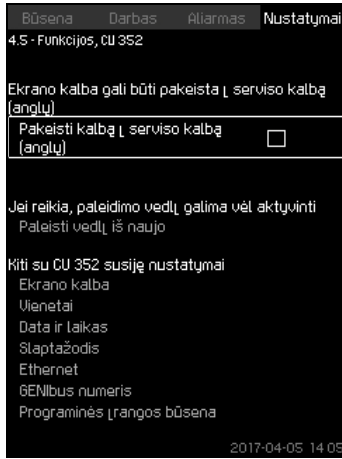 Būsena Darbas Aliarmas Nustatymai
4.5 - Funkcijos, CU 352
Ekrano kalba gali būti pakeista į serviso kalbą
(anglų)
Pakeisti kalbą į serviso kalbą
(anglų)
Jei reikia, paleidimo vedlį galima vėl aktyvinti
Paleisti vedlį iš naujo
Kiti su CU 352 susiję nustatymai
Ekrano kalba
Vienetai
Data ir laikas
Slaptažodis
Ethernet
GENIbus numeris
Programinės įrangos būsena
2017-04-05 14:05